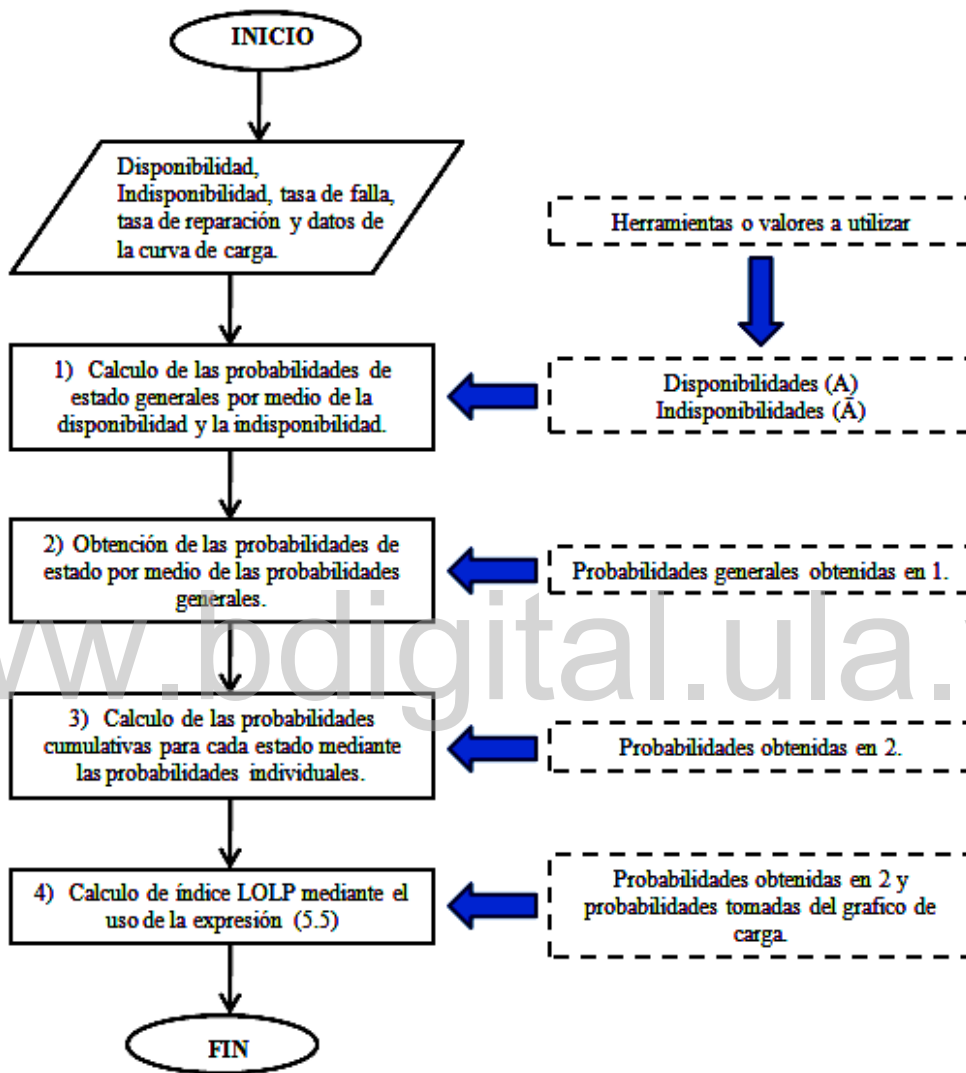 INICIO
Disponibilidad,
Indisponibilidad, tasa de falla,
tasa de reparación y datos de
la curva de carga.
Herramientas o valores a utilizar
1) Calculo de las probabilidades de
estado generales por medio de la
disponibilidad y la indisponibilidad.
Disponibilidades (A)
Indisponibilidades (Ā)
2) Obtención de las probabilidades de
estado por medio de las probabilidades
generales.
Probabilidades generales obtenidas en 1.
3) Calculo de las probabilidades
cumulativas para cada estado mediante
las probabilidades individuales.
Probabilidades obtenidas en 2.
4) Calculo de índice LOLP mediante el
uso de la expresión (5.5)
Probabilidades obtenidas en 2 y
probabilidades tomadas del grafico de
carga.
FIN
w.bdigital.ula.